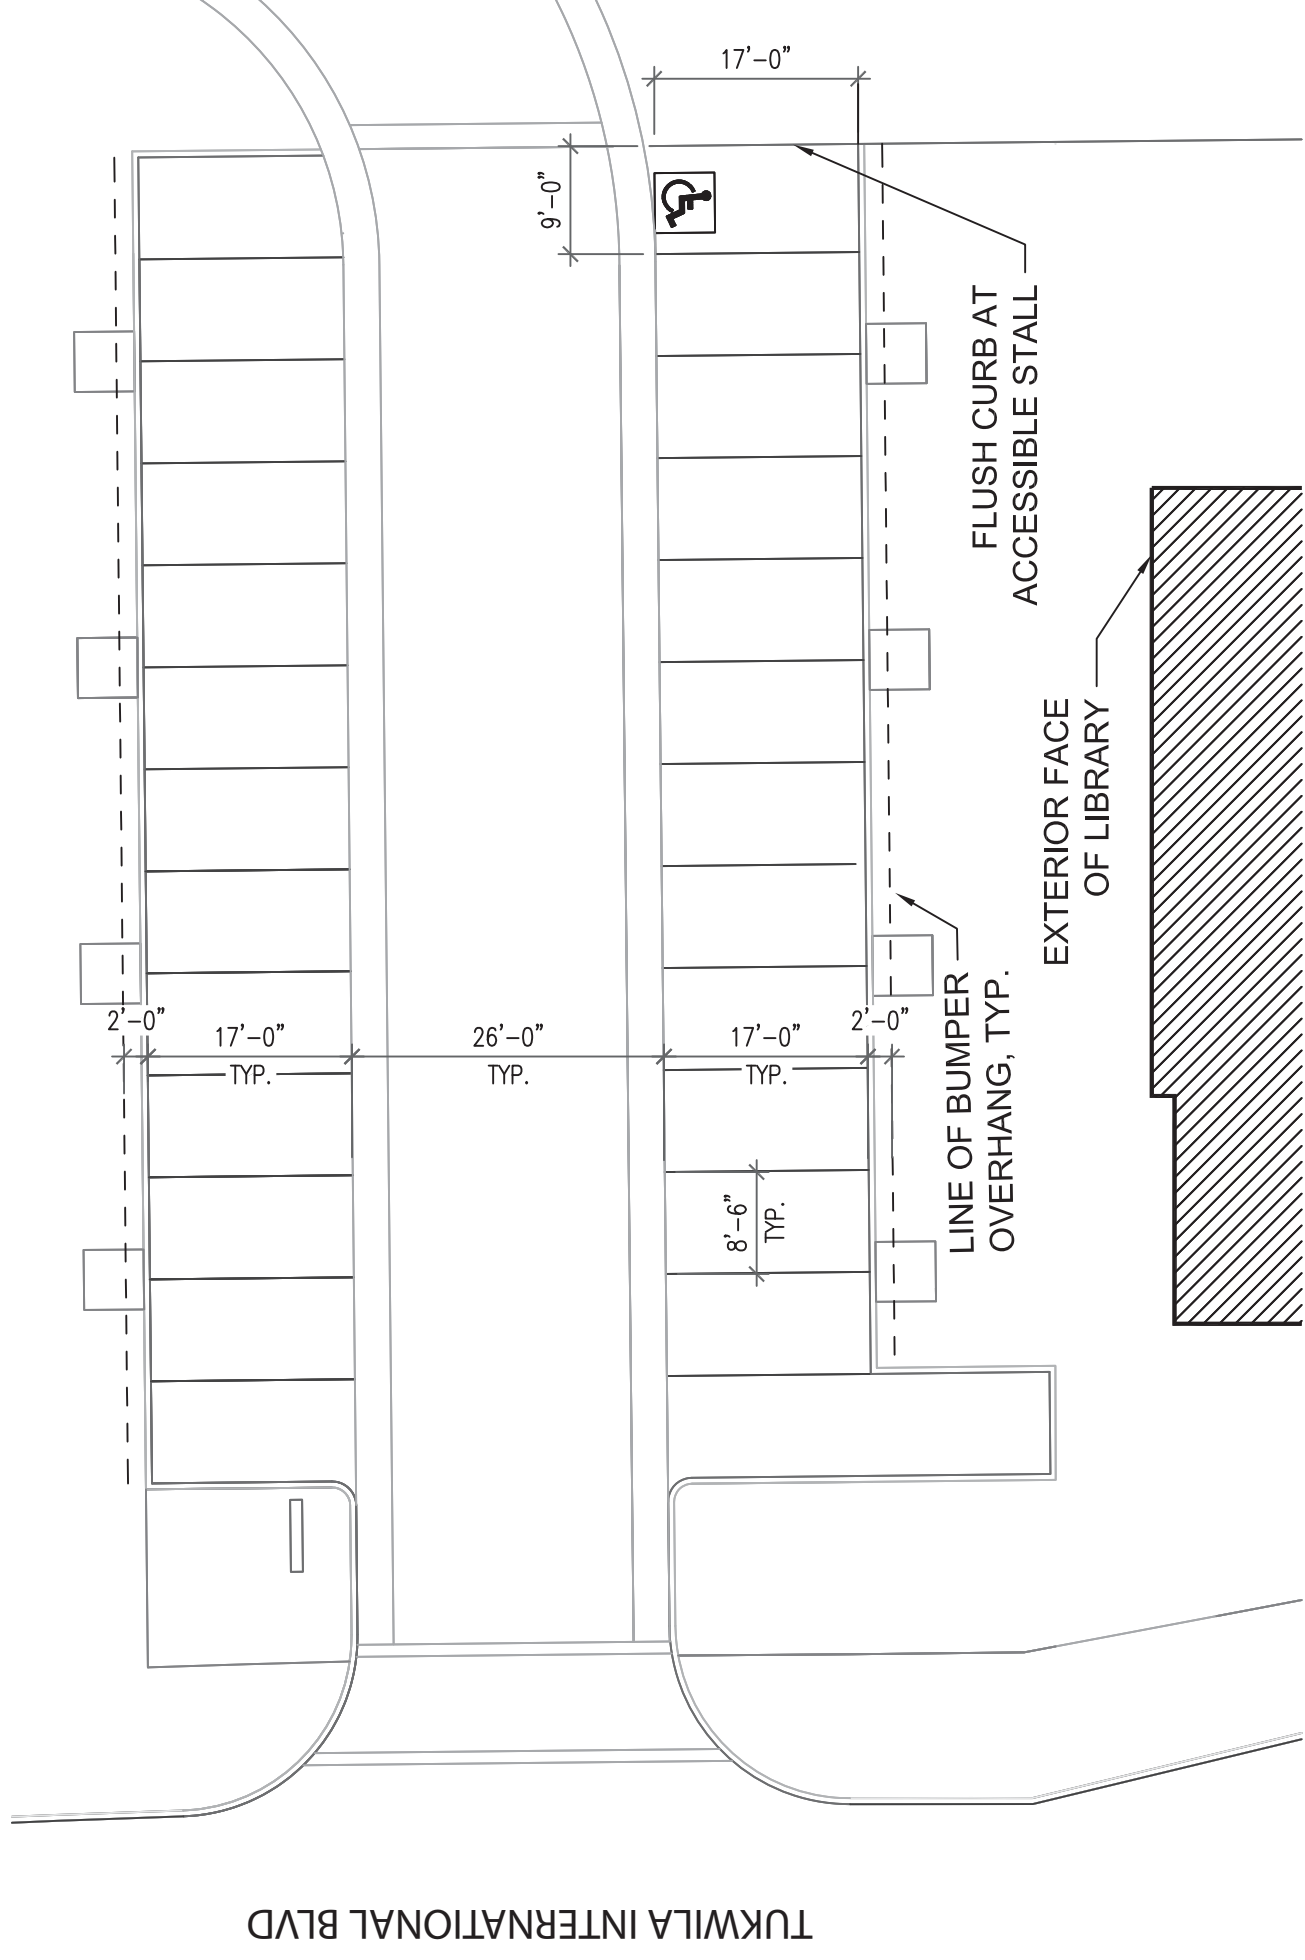 17'-0"
9'-0"
FLUSH CURB AT
ACCESSIBLE STALL
EXTERIOR FACE
OF LIBRARY
2'-0"
17'-0"
TYP.
26'-0"
TYP.
17'-0"
TYP.
2'-0"
LINE OF BUMPER
OVERHANG, TYP.
8'-6"
TYP.
TUKWILA INTERNATIONAL BLVD